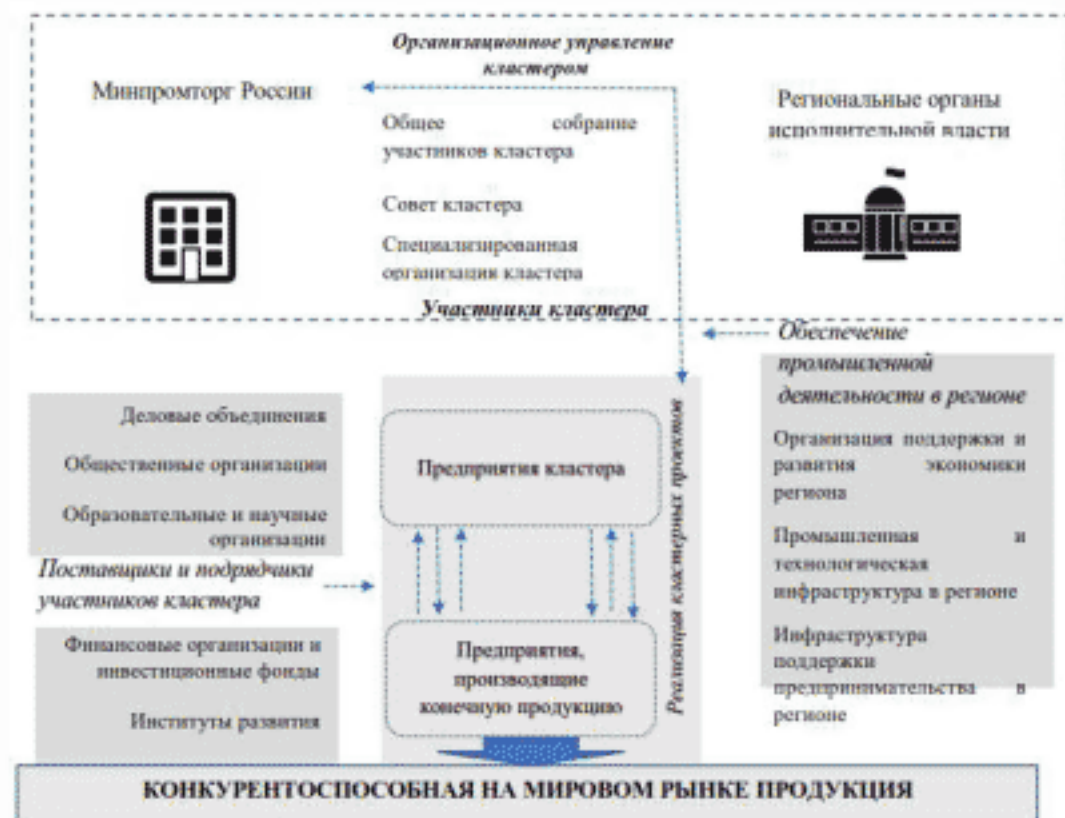 Организационное управление
кластером
Минпромторг России
Общее собрание
участников кластера
Совет кластера
Специализированная
организация кластера
Региональные органы
исполнительной власти
Участники кластера
Деловые объединения
Общественные организации
Образовательные и научные
организации
Поставщики и подрядчики
участников кластера
Финансовые организации и
инвестиционные фонды
Институты развития
Предприятия кластера
Предприятия,
производящие
конечную продукцию
Реализация кластерных проектов
Обеспечение
промышленной
деятельности в регионе
Организация поддержки и
развития экономики
региона
Промышленная и
технологическая
инфраструктура в регионе
Инфраструктура
поддержки
предпринимательства в
регионе
КОНКУРЕНТОСПОСОБНАЯ НА МИРОВОМ РЫНКЕ ПРОДУКЦИЯ